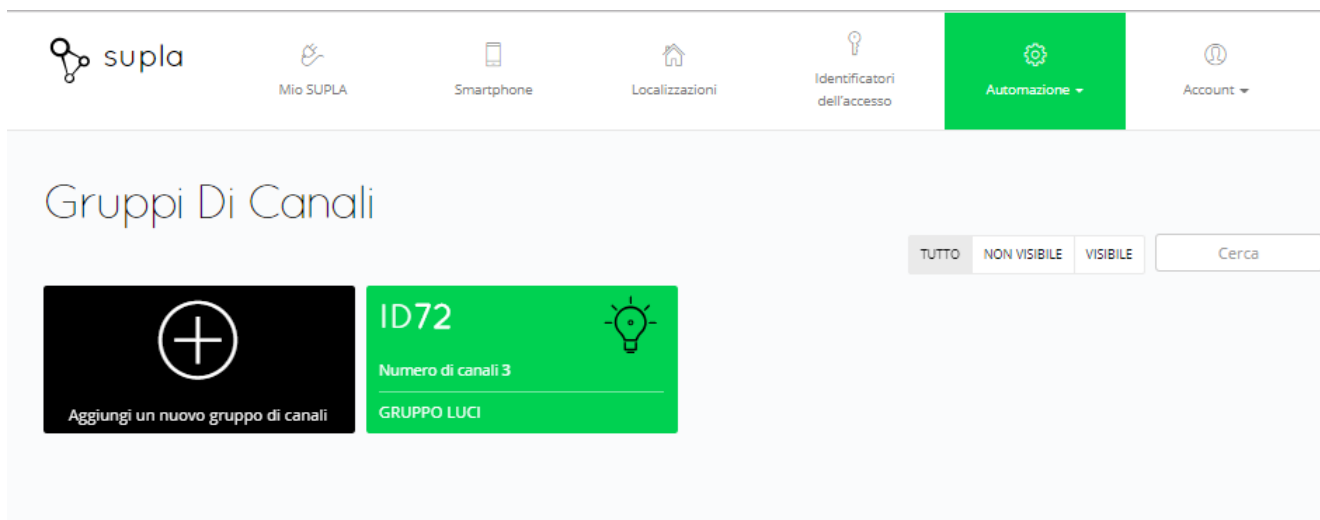 supla
Mio SUPLA
Smartphone
Localizzazioni
Identificatori
dell'accesso
Automazione
Account
Gruppi Di Canali
TUTTO
NON VISIBILE
VISIBILE
Cerca
Aggiungi un nuovo gruppo di canali
ID72
Numero di canali 3
GRUPPO LUCI